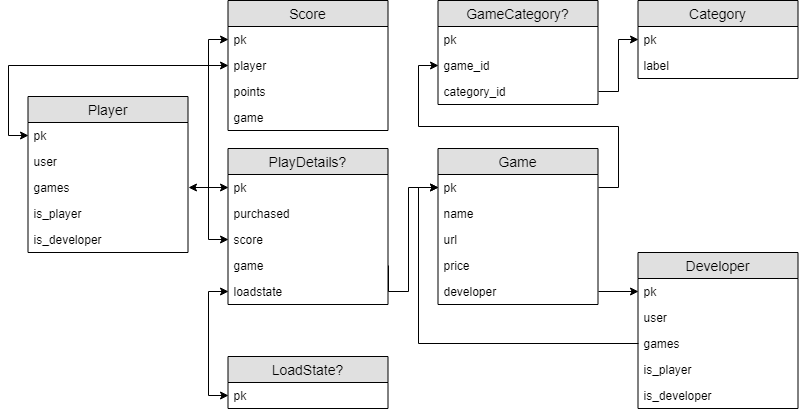 Score
pk
player
points
game
GameCategory?
pk
game_id
category_id
Category
pk
label
Player
pk
user
games
is_player
is_developer
PlayDetails?
pk
purchased
score
game
loadstate
Game
pk
name
url
price
developer
Developer
pk
user
games
is_player
is_developer
LoadState?
pk